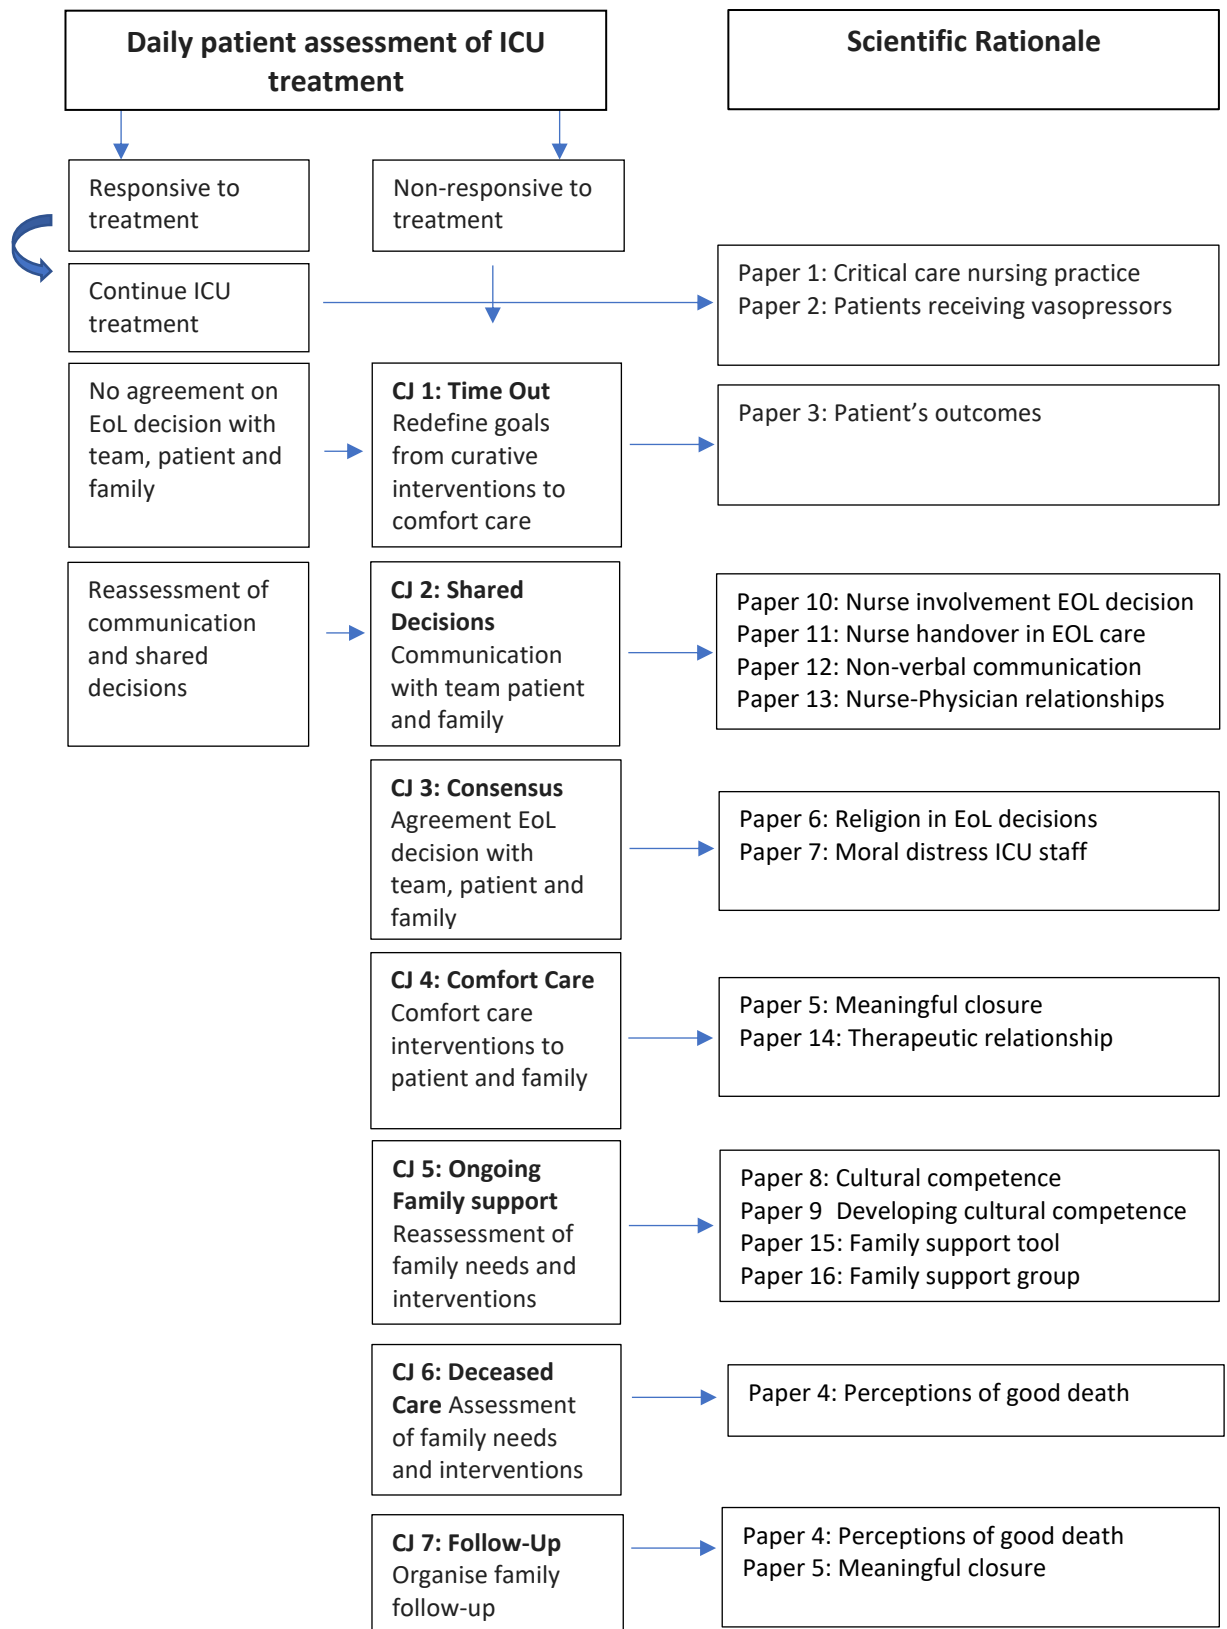 Daily patient assessment of ICU
treatment
Scientific Rationale
Responsive to
treatment
Non-responsive to
treatment
Continue ICU
treatment
Paper 1: Critical care nursing practice
Paper 2: Patients receiving vasopressors
No agreement on
EoL decision with
team, patient and
family
CJ 1: Time Out
Redefine goals
from curative
interventions to
comfort care
Paper 3: Patient’s outcomes
Reassessment of
communication
and shared
decisions
CJ 2: Shared
Decisions
Communication
with team patient
and family
Paper 10: Nurse involvement EOL decision
Paper 11: Nurse handover in EOL care
Paper 12: Non-verbal communication
Paper 13: Nurse-Physician relationships
CJ 3: Consensus
Agreement EoL
decision with
team, patient and
family
Paper 6: Religion in EoL decisions
Paper 7: Moral distress ICU staff
CJ 4: Comfort Care
Comfort care
interventions to
patient and family
Paper 5: Meaningful closure
Paper 14: Therapeutic relationship
CJ 5: Ongoing
Family support
Reassessment of
family needs and
interventions
Paper 8: Cultural competence
Paper 9 Developing cultural competence
Paper 15: Family support tool
Paper 16: Family support group
CJ 6: Deceased
Care Assessment
of family needs
and interventions
Paper 4: Perceptions of good death
CJ 7: Follow-Up
Organise family
follow-up
Paper 4: Perceptions of good death
Paper 5: Meaningful closure